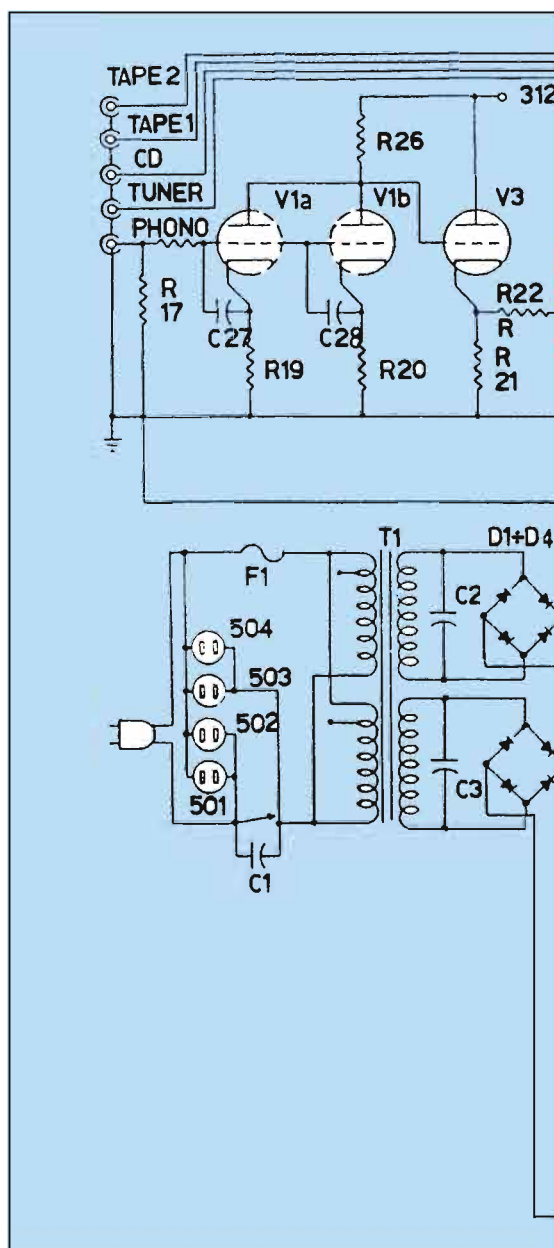 TAPE 2
TAPE 1
CD
TUNER
PHONO
312
R26
V1a
V1b
V3
R
17
C27
C28
R22
R
R
21
R19
R20
T1
D1÷D4
F1
C2
504
503
502
501
C3
C1